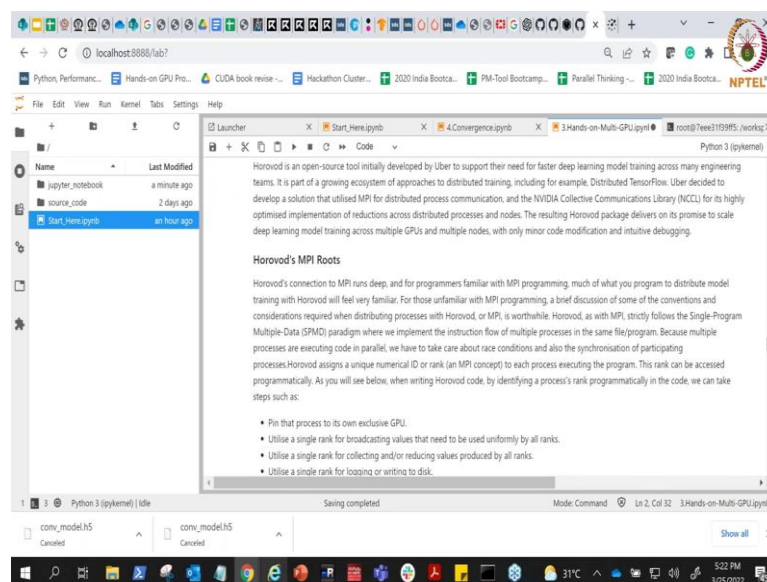 localhost:8888/lab?
Python, Performanc... Hands-on GPU Pro... CUDA book revise -... Hackathon Cluster... 2020 India Bootca... PM-Tool Bootcamp... Parallel Thinking -... 2020 India Bootca...
NPTEL
File Edit View Run Kernel Tabs Settings Help
Launcher Start_Here.ipynb 4.Convergence.ipynb 3.Hands-on-Multi-GPU.ipynb root@7eee31f39ff5: /works
Code Python 3 (ipykernel)
/
Name Last Modified
jupyter_notebook a minute ago
source_code 2 days ago
Start_Here.ipynb an hour ago
Horovod is an open-source tool initially developed by Uber to support their need for faster deep learning model training across many engineering
teams. It is part of a growing ecosystem of approaches to distributed training, including for example, Distributed TensorFlow. Uber decided to
develop a solution that utilised MPI for distributed process communication, and the NVIDIA Collective Communications Library (NCCL) for its highly
optimised implementation of reductions across distributed processes and nodes. The resulting Horovod package delivers on its promise to scale
deep learning model training across multiple GPUs and multiple nodes, with only minor code modification and intuitive debugging.
Horovod's MPI Roots
Horovod's connection to MPI runs deep, and for programmers familiar with MPI programming, much of what you program to distribute model
training with Horovod will feel very familiar. For those unfamiliar with MPI programming, a brief discussion of some of the conventions and
considerations required when distributing processes with Horovod, or MPI, is worthwhile. Horovod, as with MPI, strictly follows the Single-Program
Multiple-Data (SPMD) paradigm where we implement the instruction flow of multiple processes in the same file/program. Because multiple
processes are executing code in parallel, we have to take care about race conditions and also the synchronisation of participating
processes.Horovod assigns a unique numerical ID or rank (an MPI concept) to each process executing the program. This rank can be accessed
programmatically. As you will see below, when writing Horovod code, by identifying a process's rank programmatically in the code, we can take
steps such as:
• Pin that process to its own exclusive GPU.
• Utilise a single rank for broadcasting values that need to be used uniformly by all ranks.
• Utilise a single rank for collecting and/or reducing values produced by all ranks.
• Utilise a single rank for logging or writing to disk.
1 3 Python 3 (ipykernel) | Idle Saving completed Mode: Command Ln 2, Col 32 3.Hands-on-Multi-GPU.ipyn
conv_model.h5 conv_model.h5 Show all
Canceled Canceled
31°C 5:22 PM
3/25/2022